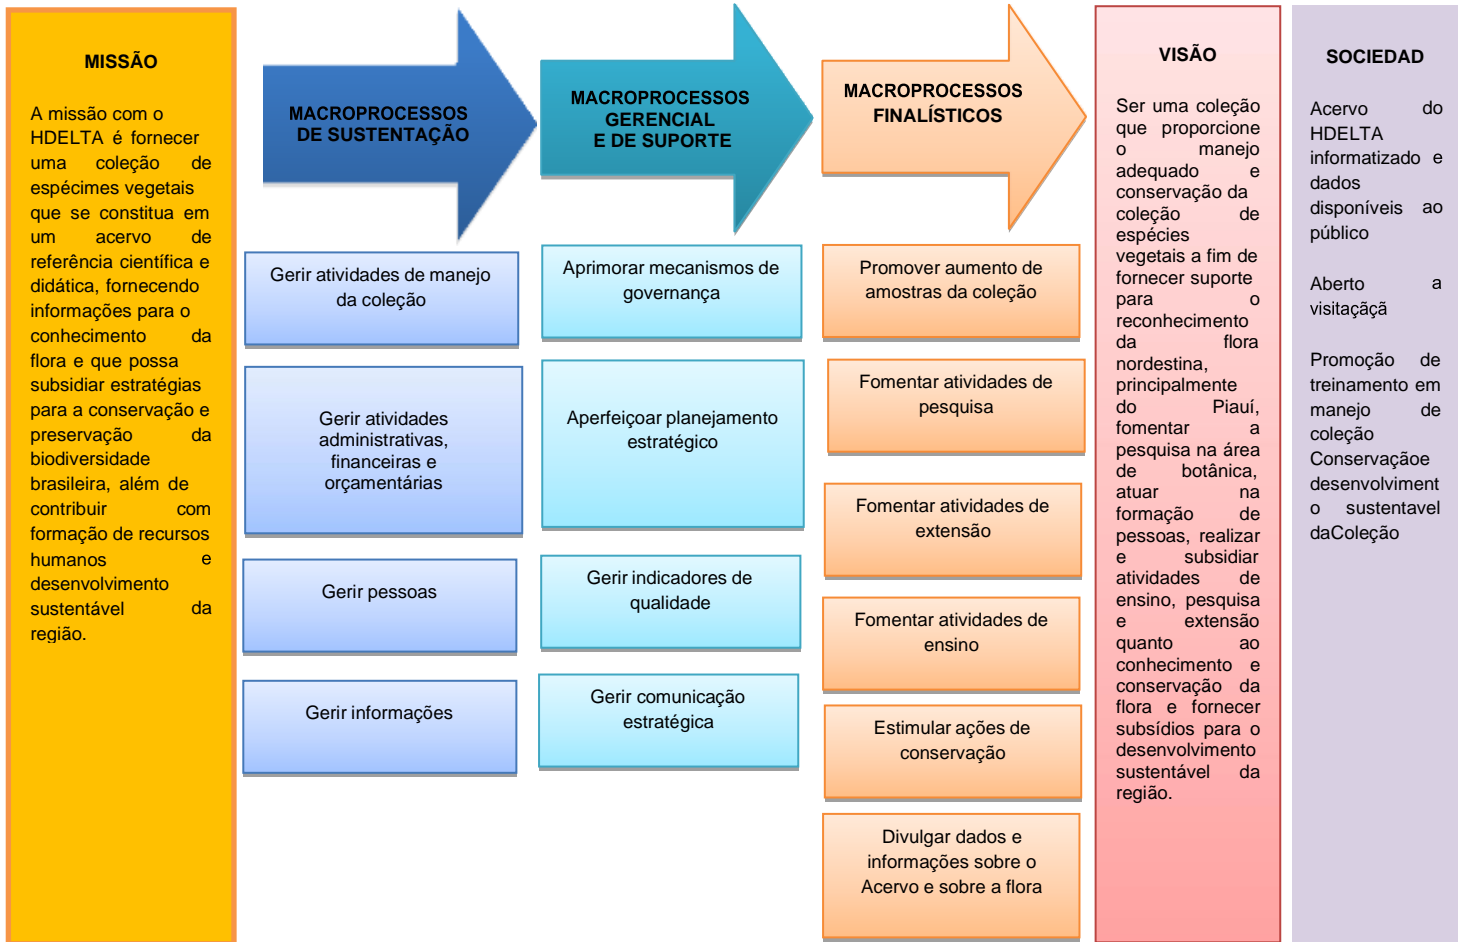 MISSÃO
A missão com o
HDELTA é fornecer
uma coleção de
espécimes vegetais
que se constitua em
um acervo de
referência científica e
didática, fornecendo
informações para o
conhecimento da
flora e que possa
subsidiar estratégias
para a conservação e
preservação da
biodiversidade
brasileira, além de
contribuir com
formação de recursos
humanos e
desenvolvimento
sustentável da
região.
MACROPROCESSOS
DE SUSTENTAÇÃO
Gerir atividades de manejo
da coleção
Gerir atividades
administrativas,
financeiras e
orçamentárias
Gerir pessoas
Gerir informações
MACROPROCESSOS
GERENCIAL
E DE SUPORTE
Aprimorar mecanismos de
governança
Aperfeiçoar planejamento
estratégico
Gerir indicadores de
qualidade
Gerir comunicação
estratégica
MACROPROCESSOS
FINALÍSTICOS
Promover aumento de
amostras da coleção
Fomentar atividades de
pesquisa
Fomentar atividades de
extensão
Fomentar atividades de
ensino
Estimular ações de
conservação
Divulgar dados e
informações sobre o
Acervo e sobre a flora
VISÃO
Ser uma coleção
que proporcione
o manejo
adequado e
conservação da
coleção de
espécies
vegetais a fim de
fornecer suporte
para o
reconhecimento
da flora
nordestina,
principalmente
do Piauí,
fomentar a
pesquisa na área
de botânica,
atuar na
formação de
pessoas, realizar
e subsidiar
atividades de
ensino, pesquisa
e extensão
quanto ao
conhecimento e
conservação da
flora e fornecer
subsídios para o
desenvolvimento
sustentável da
região.
SOCIEDAD
Acervo do
HDELTA
informatizado e
dados
disponíveis ao
público
Aberto a
visitaçãçã
Promoção de
treinamento em
manejo de
coleção
Conservaçãoe
desenvolviment
o sustentavel
daColeção